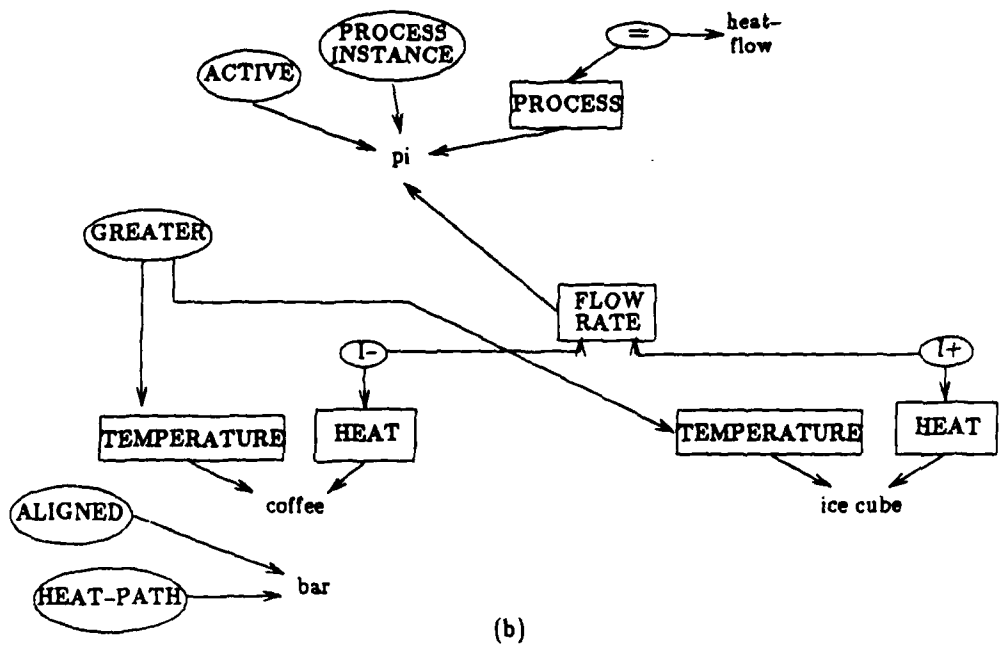 PROCESS
INSTANCE
heat-
flow
=
ACTIVE
PROCESS
pi
GREATER
FLOW
RATE
I-
I+
TEMPERATURE
HEAT
TEMPERATURE
HEAT
coffee
ice cube
ALIGNED
bar
HEAT-PATH
(b)